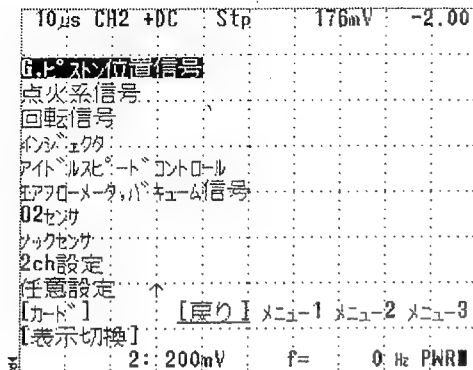 10μs CH2 +DC Stp 176mV -2.00
G.ピストン位置信号
点火系信号
回転信号
インジェクタ
アイドルスピードコントロール
エアフローメータ,バキューム信号
O2センサ
ノックセンサ
2ch設定
任意設定 ↑
[カード] [戻り] メニュー1 メニュー2 メニュー3
[表示切換]
2: 200mV f= 0 Hz PWR